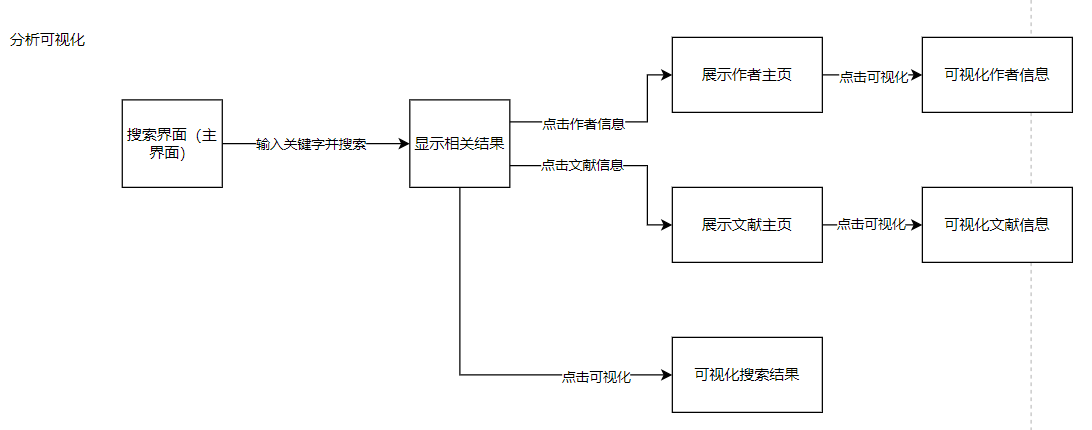 分析可视化
搜索界面（主
界面）
输入关键字并搜索
显示相关结果
点击作者信息
展示作者主页
点击可视化
可视化作者信息
点击文献信息
展示文献主页
点击可视化
可视化文献信息
点击可视化
可视化搜索结果